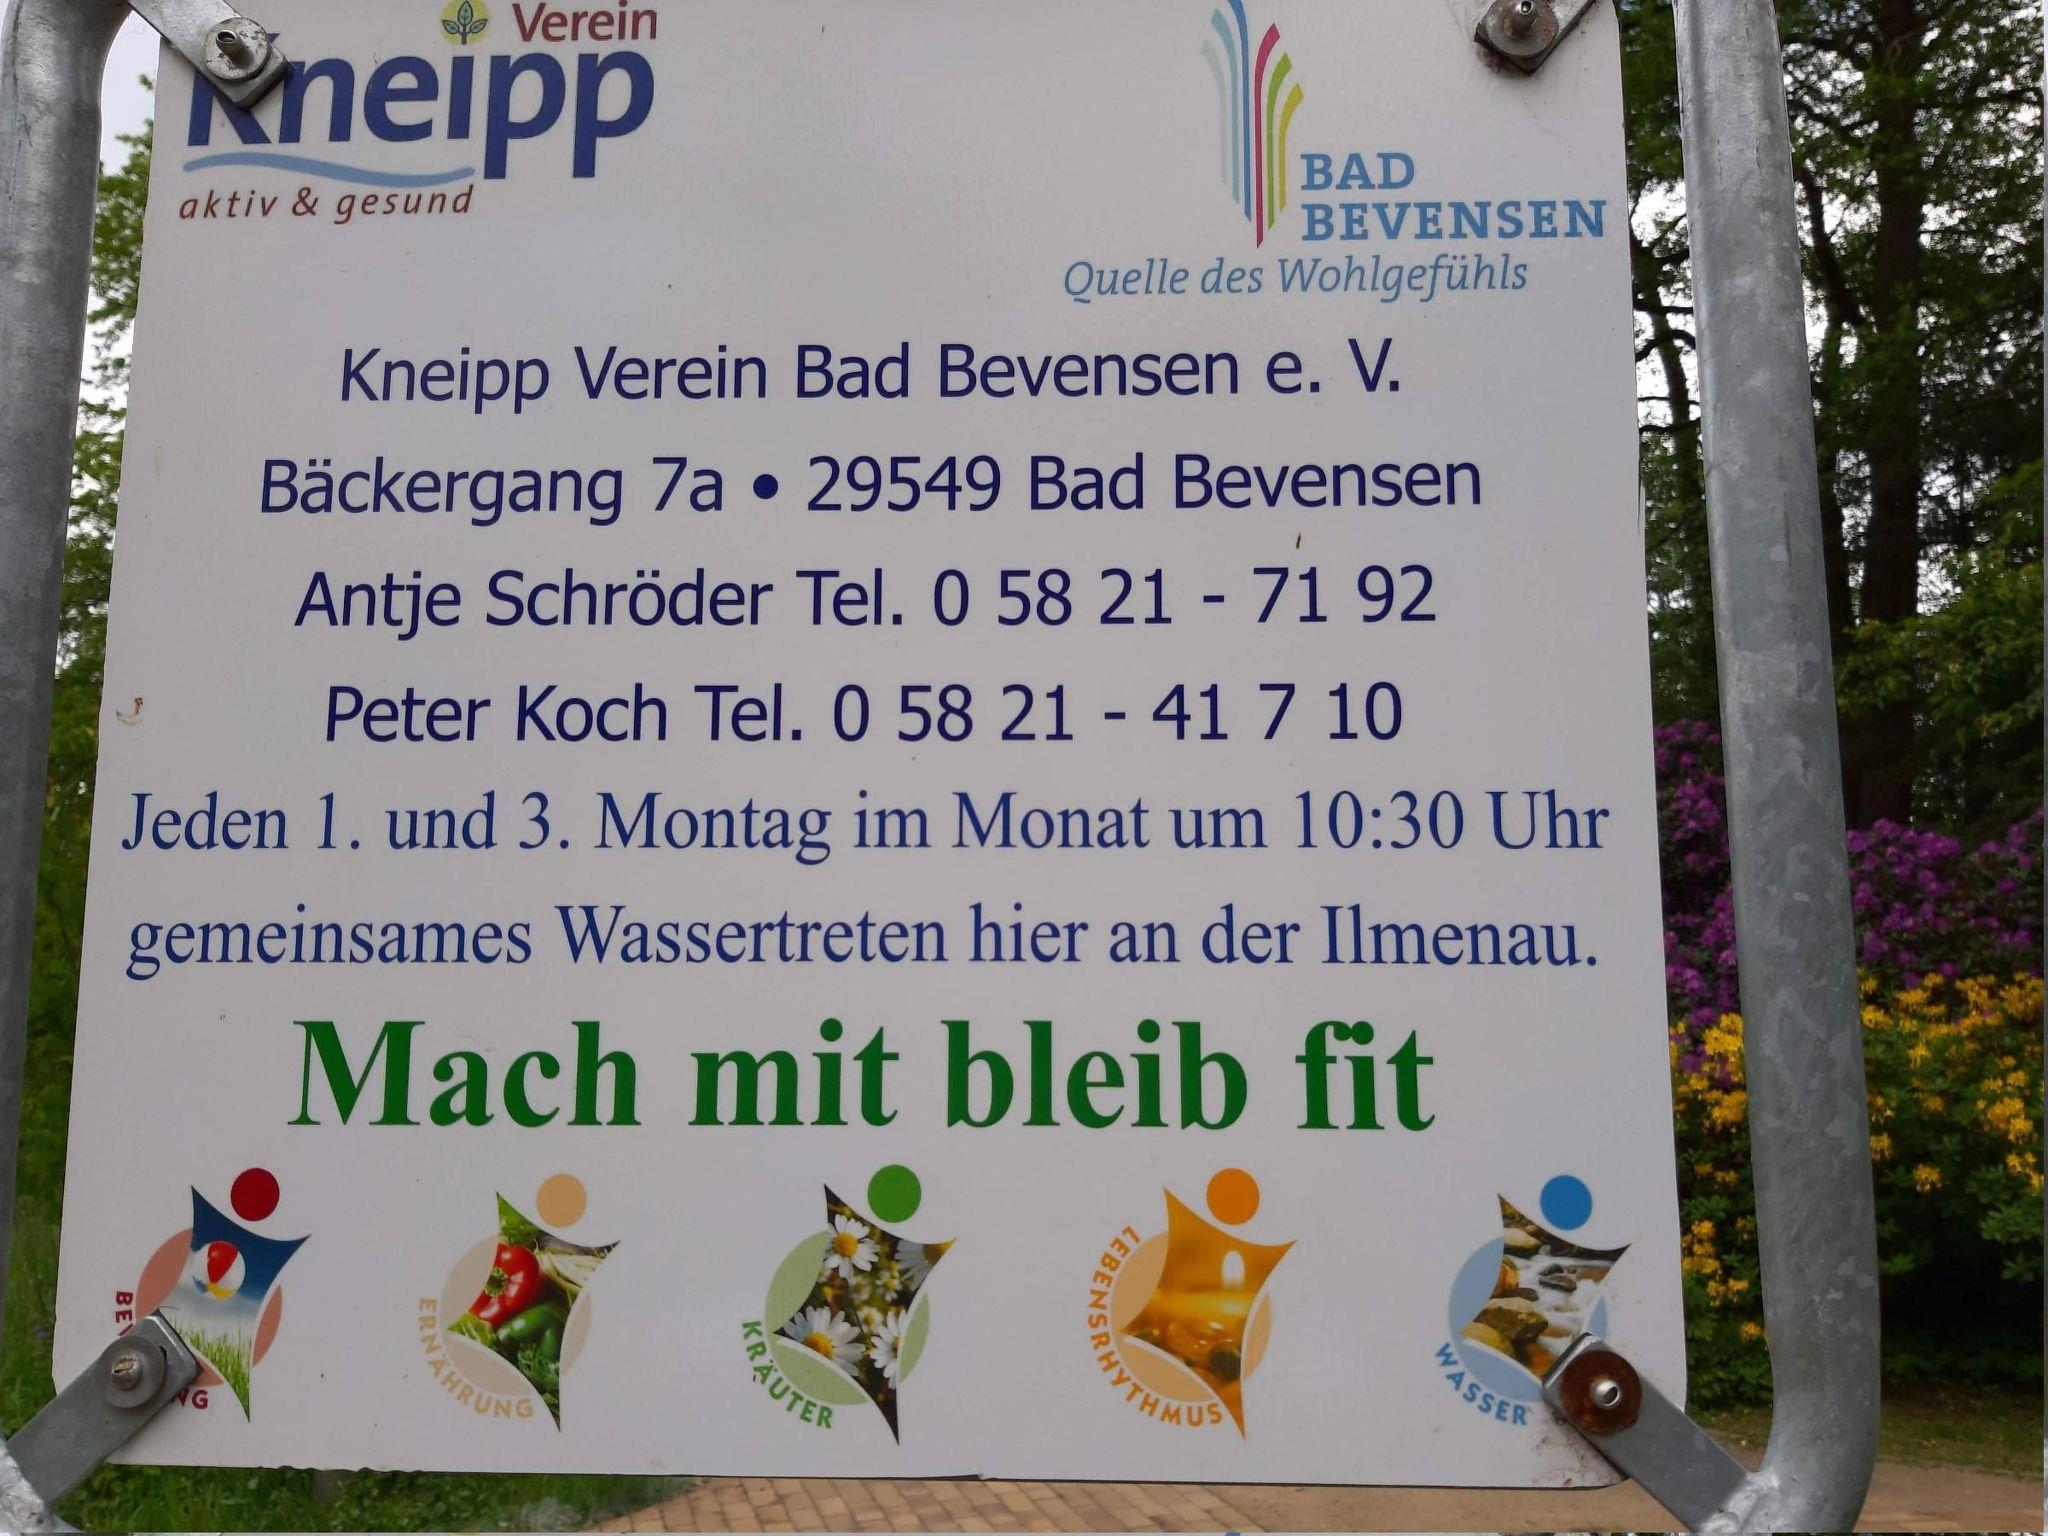 Kneipp Verein
aktiv & gesund
BAD
BEVENSEN
Quelle des Wohlgefühls
Kneipp Verein Bad Bevensen e. V.
Bäckergang 7a • 29549 Bad Bevensen
Antje Schröder Tel. 0 58 21 - 71 92
Peter Koch Tel. 0 58 21 - 41 7 10
Jeden 1. und 3. Montag im Monat um 10:30 Uhr
gemeinsames Wassertreten hier an der Ilmenau.
Mach mit bleib fit
ERNÄHRUNG
KRÄUTER
LEBENSRHYTHMUS
WASSER